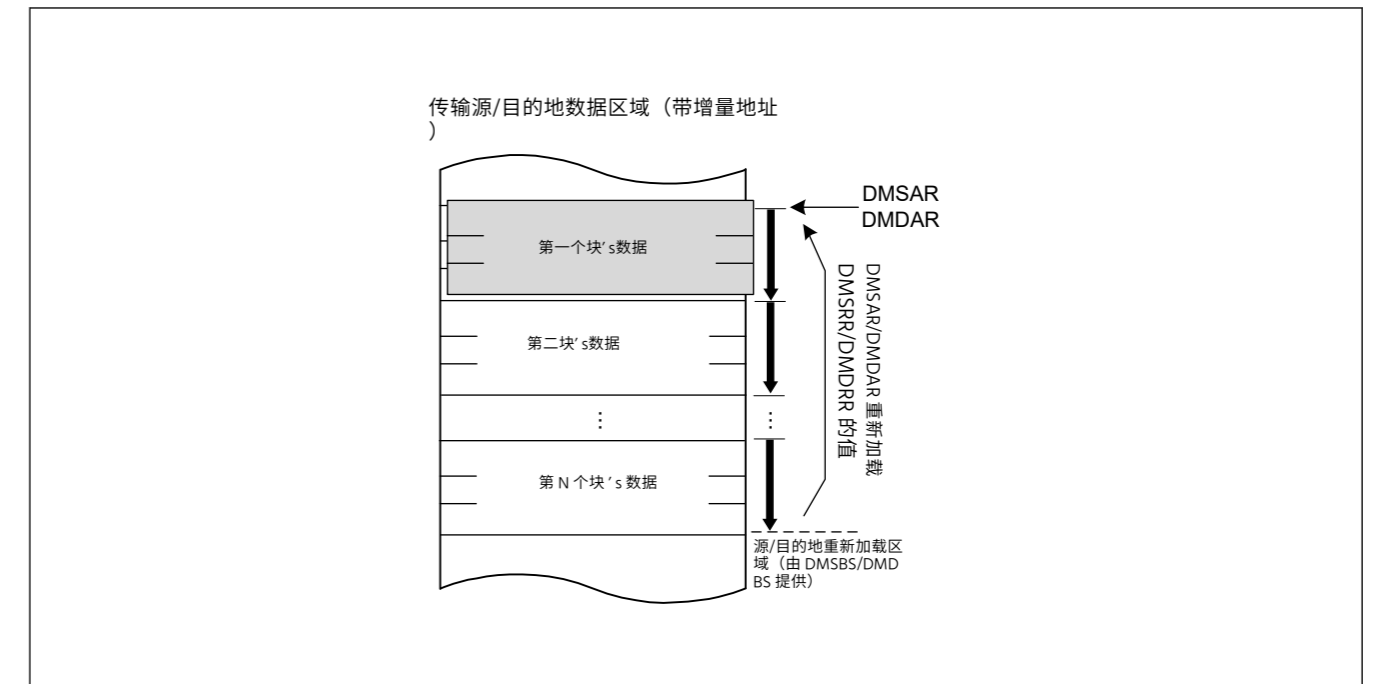 传输源/目的地数据区域（带增量地址
）
DMSAR
DMDAR
第一个块’s数据
DMSAR/DMDAR 重新加载
DMSRR/DMDRR 的值
第二块’s数据
⋮
⋮
第 N 个块 ’ s 数据
源/目的地重新加载区
域（由 DMSBS/DMD
BS 提供）